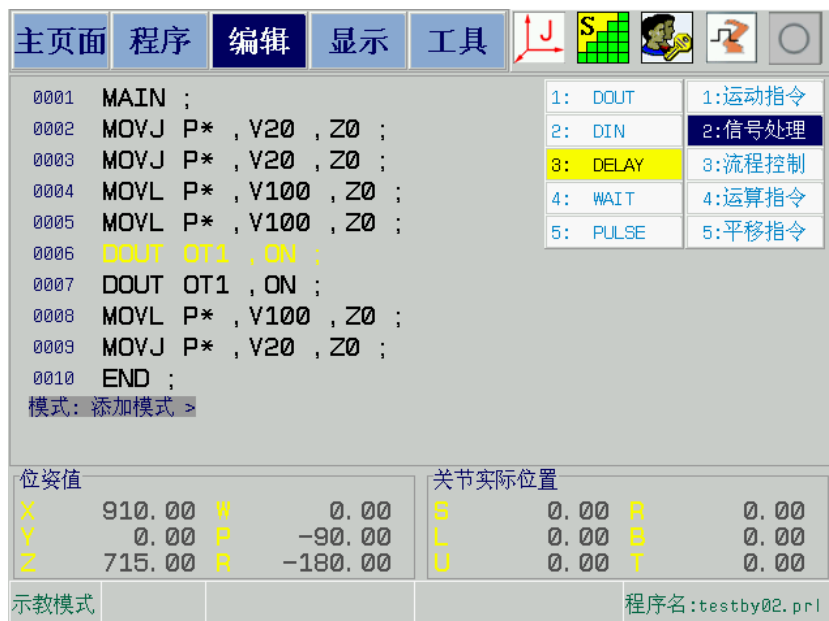 主页面 程序 编辑 显示 工具 J S
0001 MAIN ;
0002 MOVJ P* , V20 , Z0 ;
0003 MOVJ P* , V20 , Z0 ;
0004 MOVL P* , V100 , Z0 ;
0005 MOVL P* , V100 , Z0 ;
0006 DOUT OT1 , ON ;
0007 DOUT OT1 , ON ;
0008 MOVL P* , V100 , Z0 ;
0009 MOVJ P* , V20 , Z0 ;
0010 END ;
模式: 添加模式 >
1: DOUT
2: DIN
3: DELAY
4: WAIT
5: PULSE
1:运动指令
2:信号处理
3:流程控制
4:运算指令
5:平移指令
位姿值
X 910.00 W 0.00
Y 0.00 P -90.00
Z 715.00 R -180.00
关节实际位置
S 0.00 R 0.00
L 0.00 B 0.00
U 0.00 T 0.00
示教模式
程序名:testby02.prl